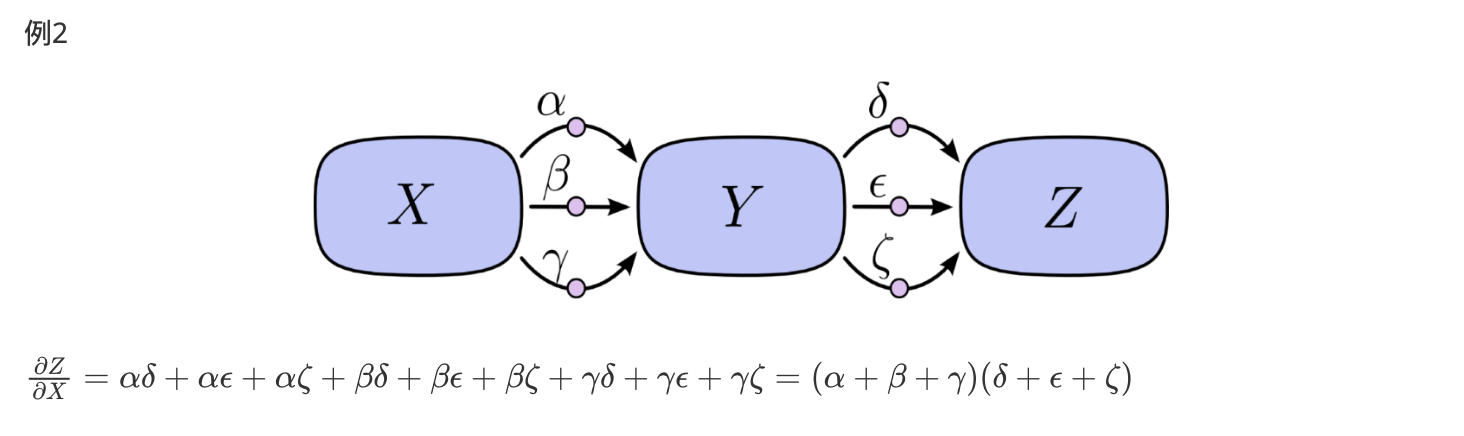 例2
α
δ
β
ϵ
X
Y
Z
γ
ζ
∂Z/∂X = αδ + αϵ + αζ + βδ + βϵ + βζ + γδ + γϵ + γζ = (α + β + γ)(δ + ϵ + ζ)